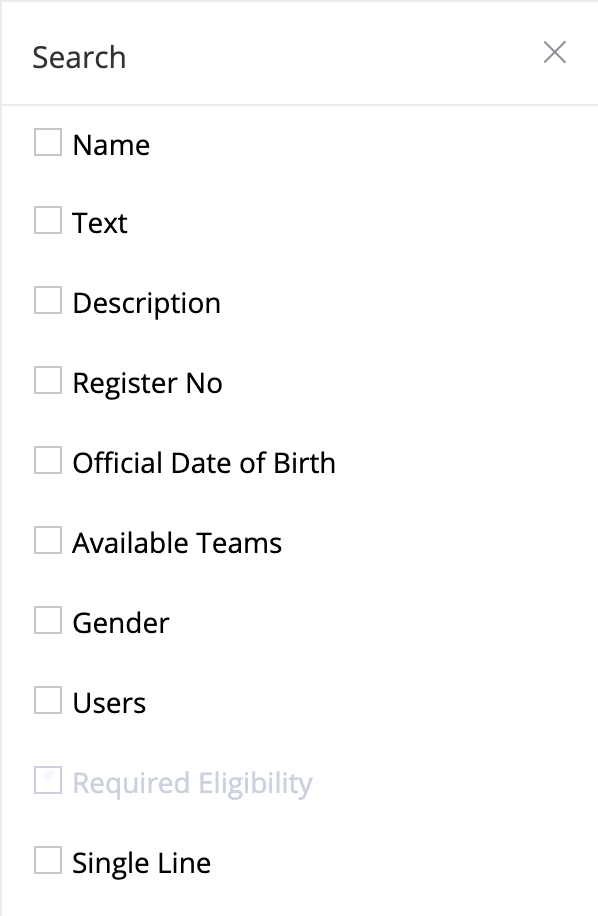 Search
Name
Text
Description
Register No
Official Date of Birth
Available Teams
Gender
Users
Required Eligibility
Single Line